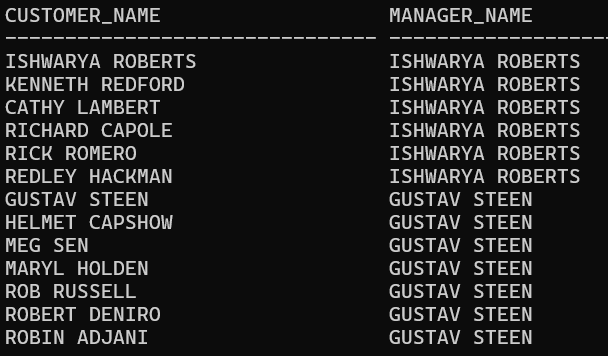 CUSTOMER_NAME MANAGER_NAME
------------------------------- -------------------
ISHWARYA ROBERTS ISHWARYA ROBERTS
KENNETH REDFORD ISHWARYA ROBERTS
CATHY LAMBERT ISHWARYA ROBERTS
RICHARD CAPOLE ISHWARYA ROBERTS
RICK ROMERO ISHWARYA ROBERTS
REDLEY HACKMAN ISHWARYA ROBERTS
GUSTAV STEEN GUSTAV STEEN
HELMET CAPSHOW GUSTAV STEEN
MEG SEN GUSTAV STEEN
MARYL HOLDEN GUSTAV STEEN
ROB RUSSELL GUSTAV STEEN
ROBERT DENIRO GUSTAV STEEN
ROBIN ADJANI GUSTAV STEEN